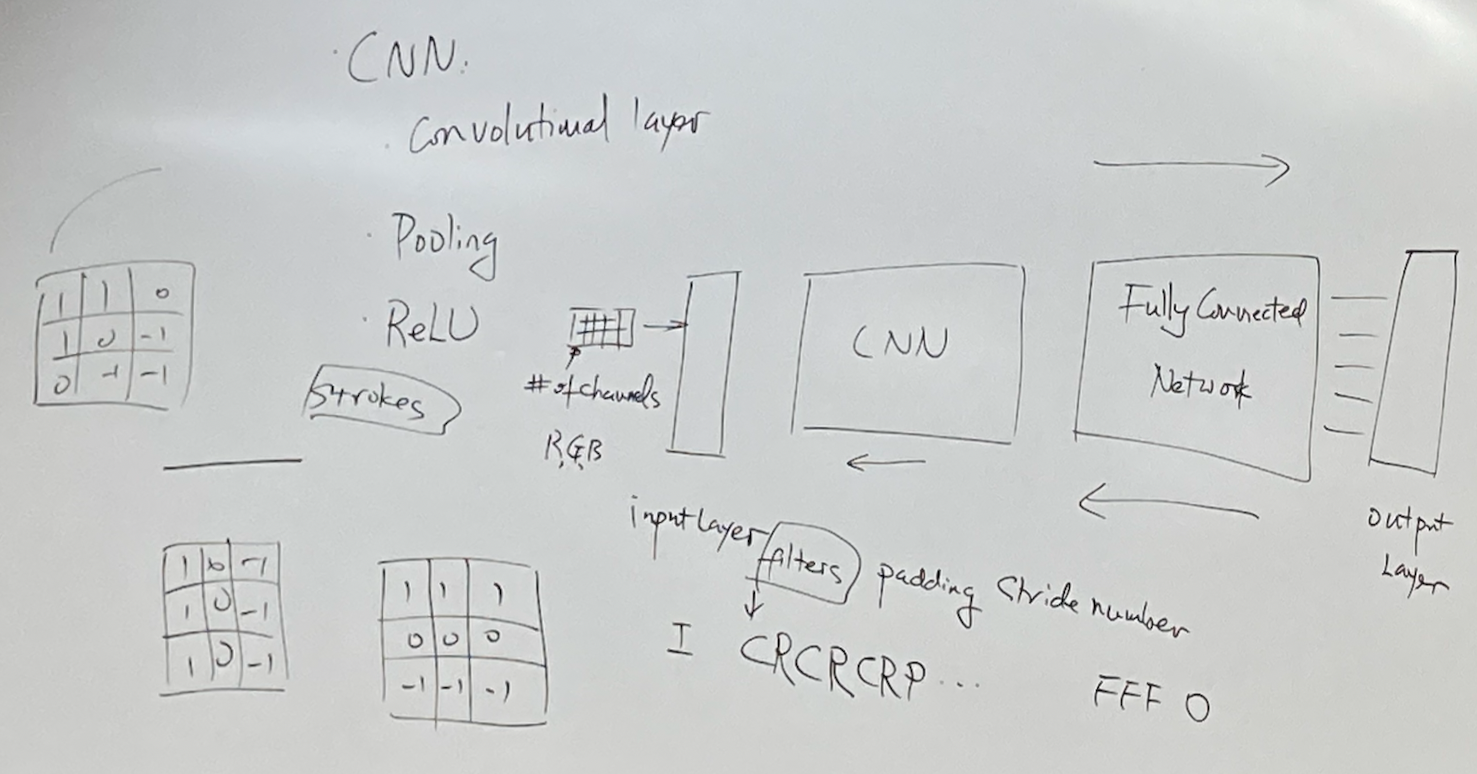 CNN:
Convolutional layer
Pooling
ReLU
Strokes
1 1 0
1 0 -1
0 -1 -1
# of channels
R,G,B
CNN
Fully Connected
Network
input layer
output
Layer
filters padding Stride number
1 0 -1
1 0 -1
1 0 -1
1 1 1
0 0 0
-1 -1 -1
I CRCRCRP... FFF O